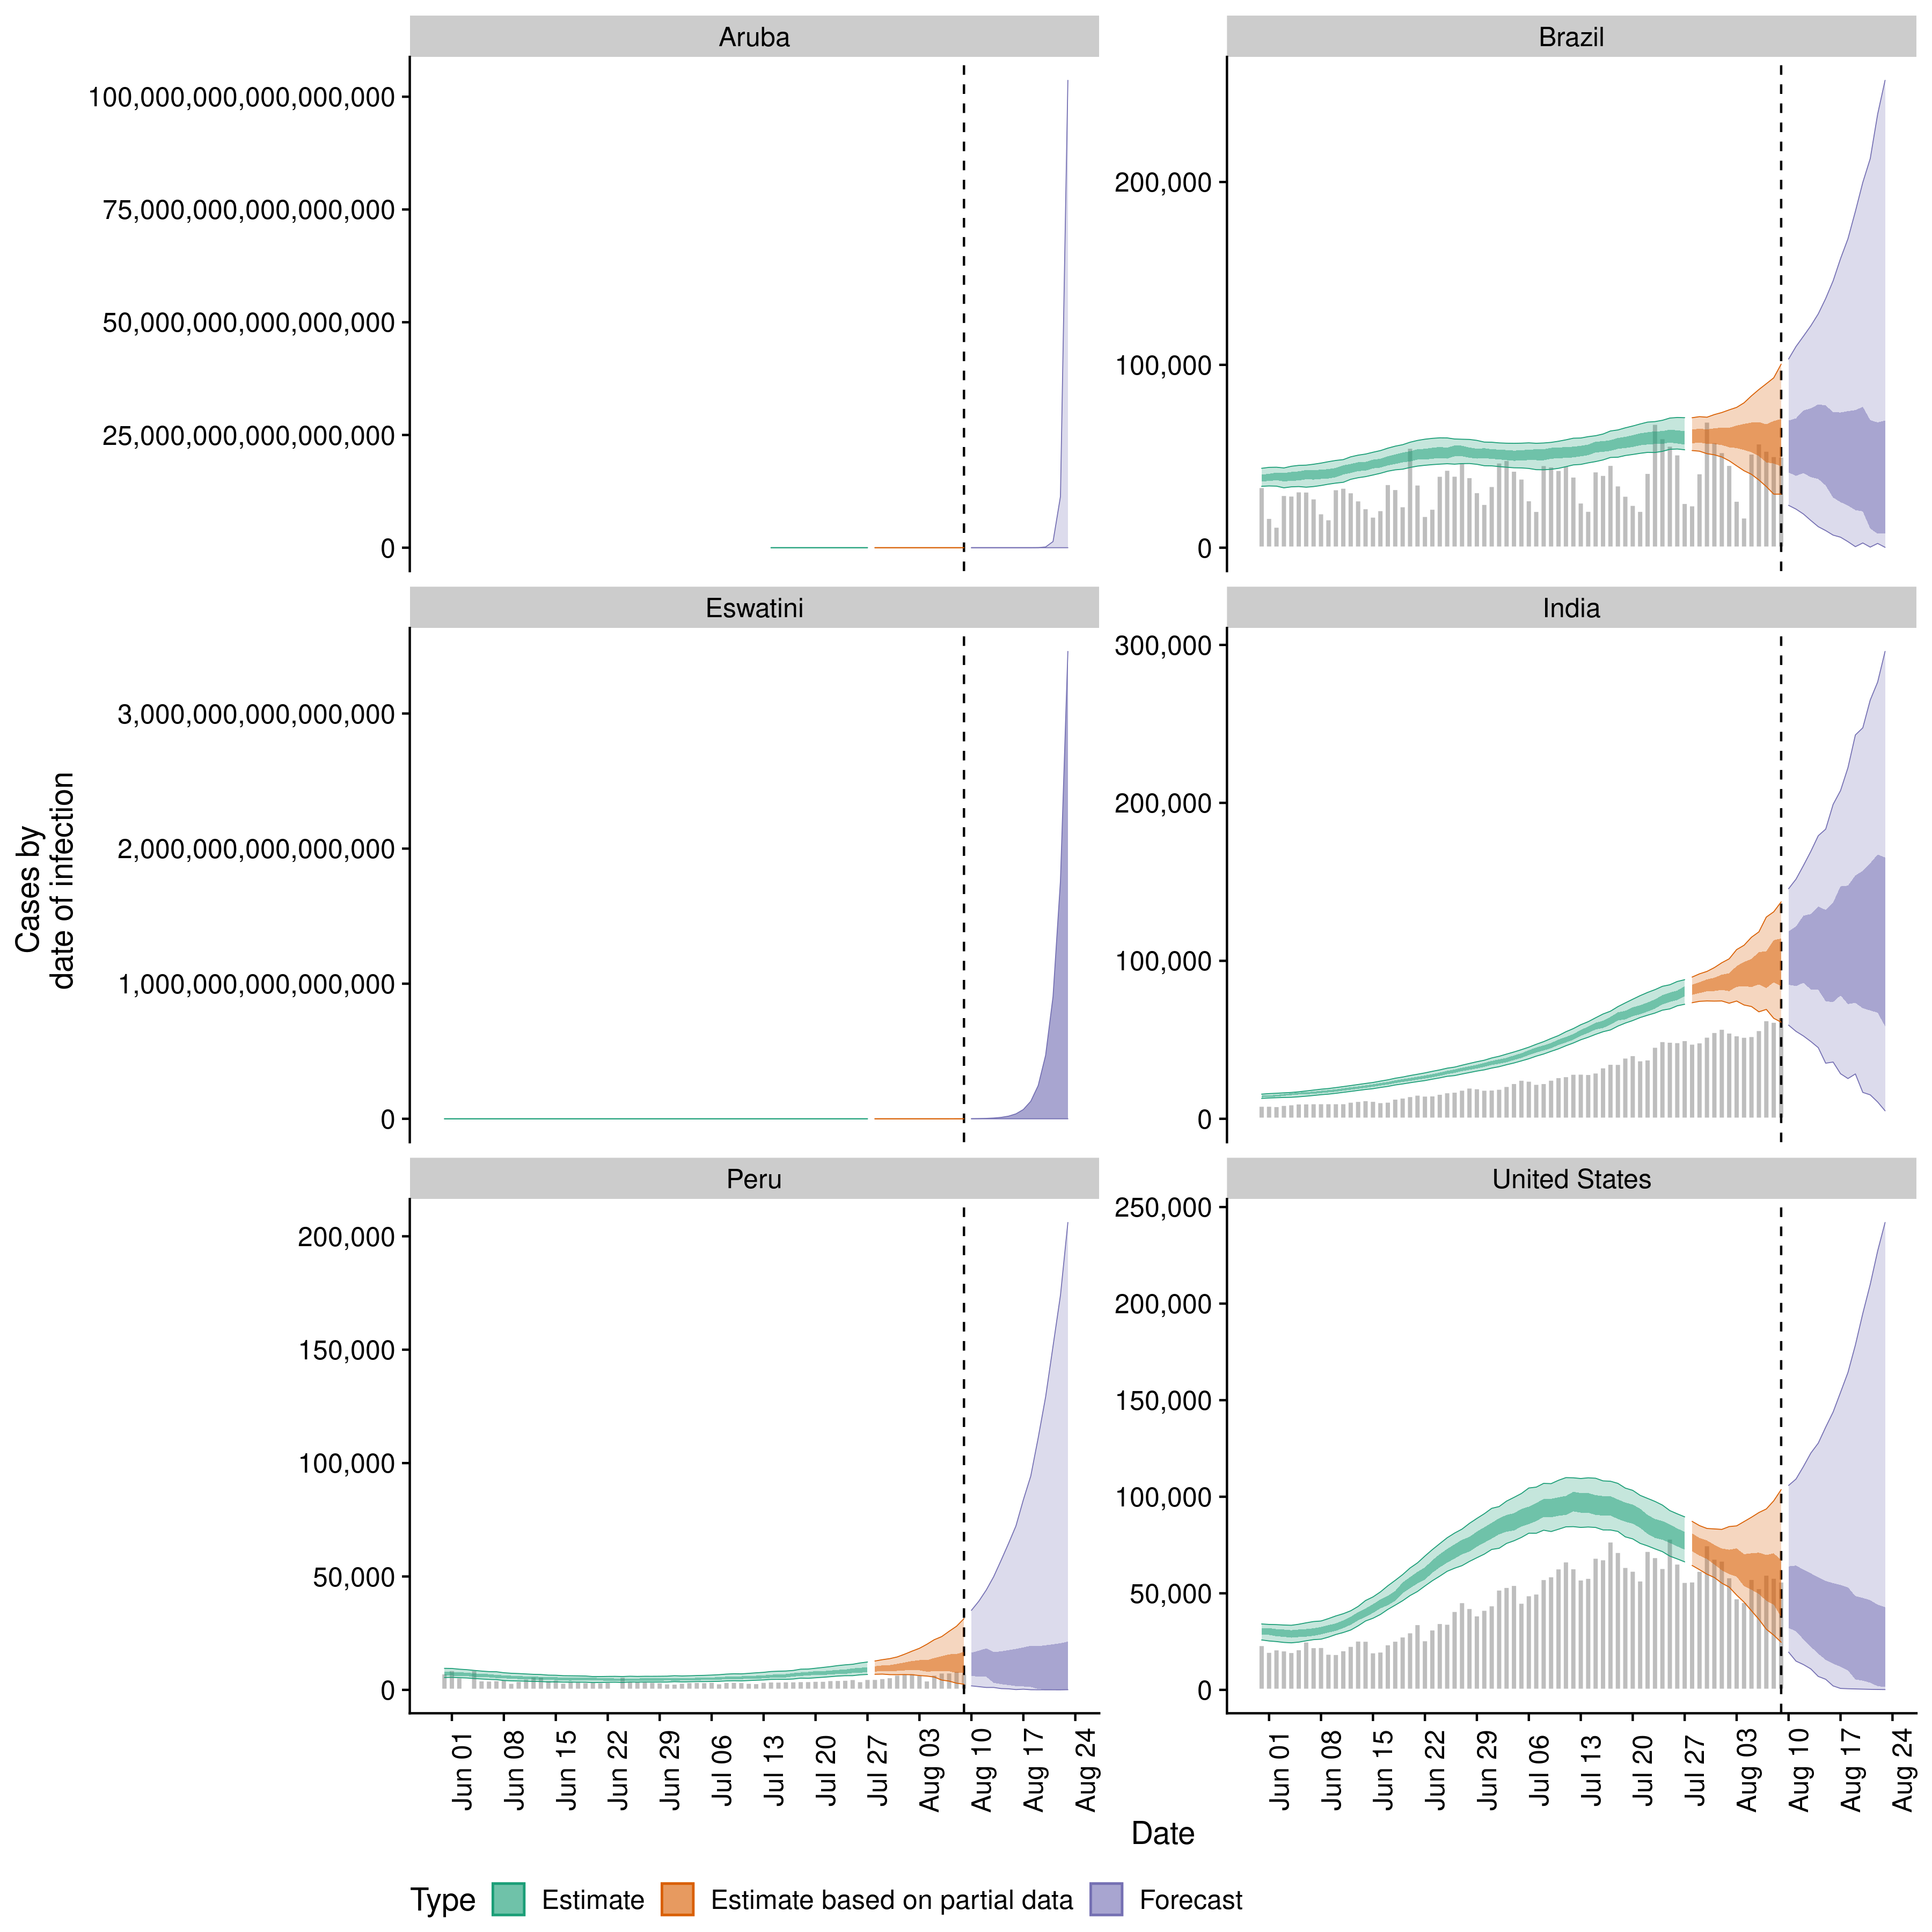 Aruba
Brazil
100,000,000,000,000,000
75,000,000,000,000,000
50,000,000,000,000,000
25,000,000,000,000,000
0
200,000
100,000
0
Eswatini
India
3,000,000,000,000,000
2,000,000,000,000,000
1,000,000,000,000,000
0
300,000
200,000
100,000
0
Cases by
date of infection
Peru
United States
200,000
150,000
100,000
50,000
0
250,000
200,000
150,000
100,000
50,000
0
Jun 01
Jun 08
Jun 15
Jun 22
Jun 29
Jul 06
Jul 13
Jul 20
Jul 27
Aug 03
Aug 10
Aug 17
Aug 24
Jun 01
Jun 08
Jun 15
Jun 22
Jun 29
Jul 06
Jul 13
Jul 20
Jul 27
Aug 03
Aug 10
Aug 17
Aug 24
Date
Type Estimate Estimate based on partial data Forecast